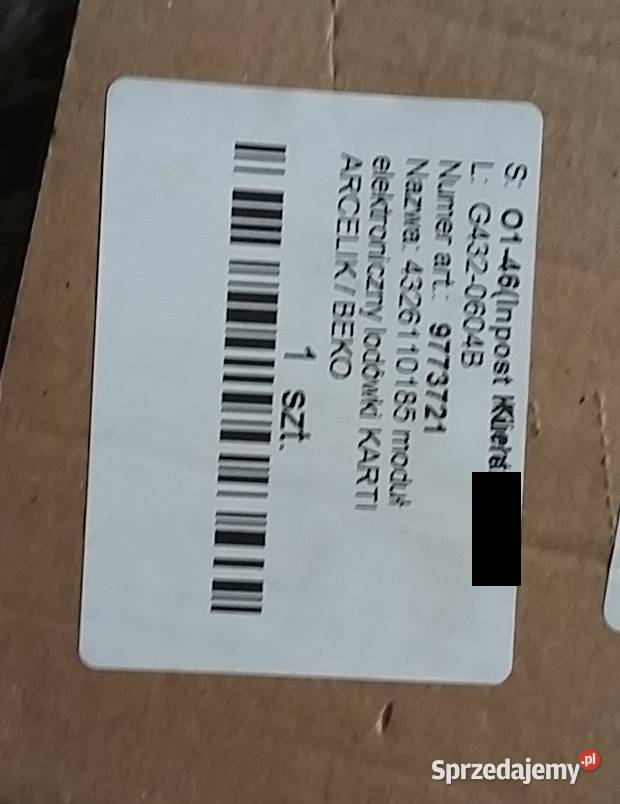 S: O1-46(Inpost
L: G432-0604B
Numer art.: 9773721
Nazwa: 4326110185 moduł
elektroniczny lodówki KARTI
ARCELIK / BEKO
1 szt.
Sprzedajemy.pl